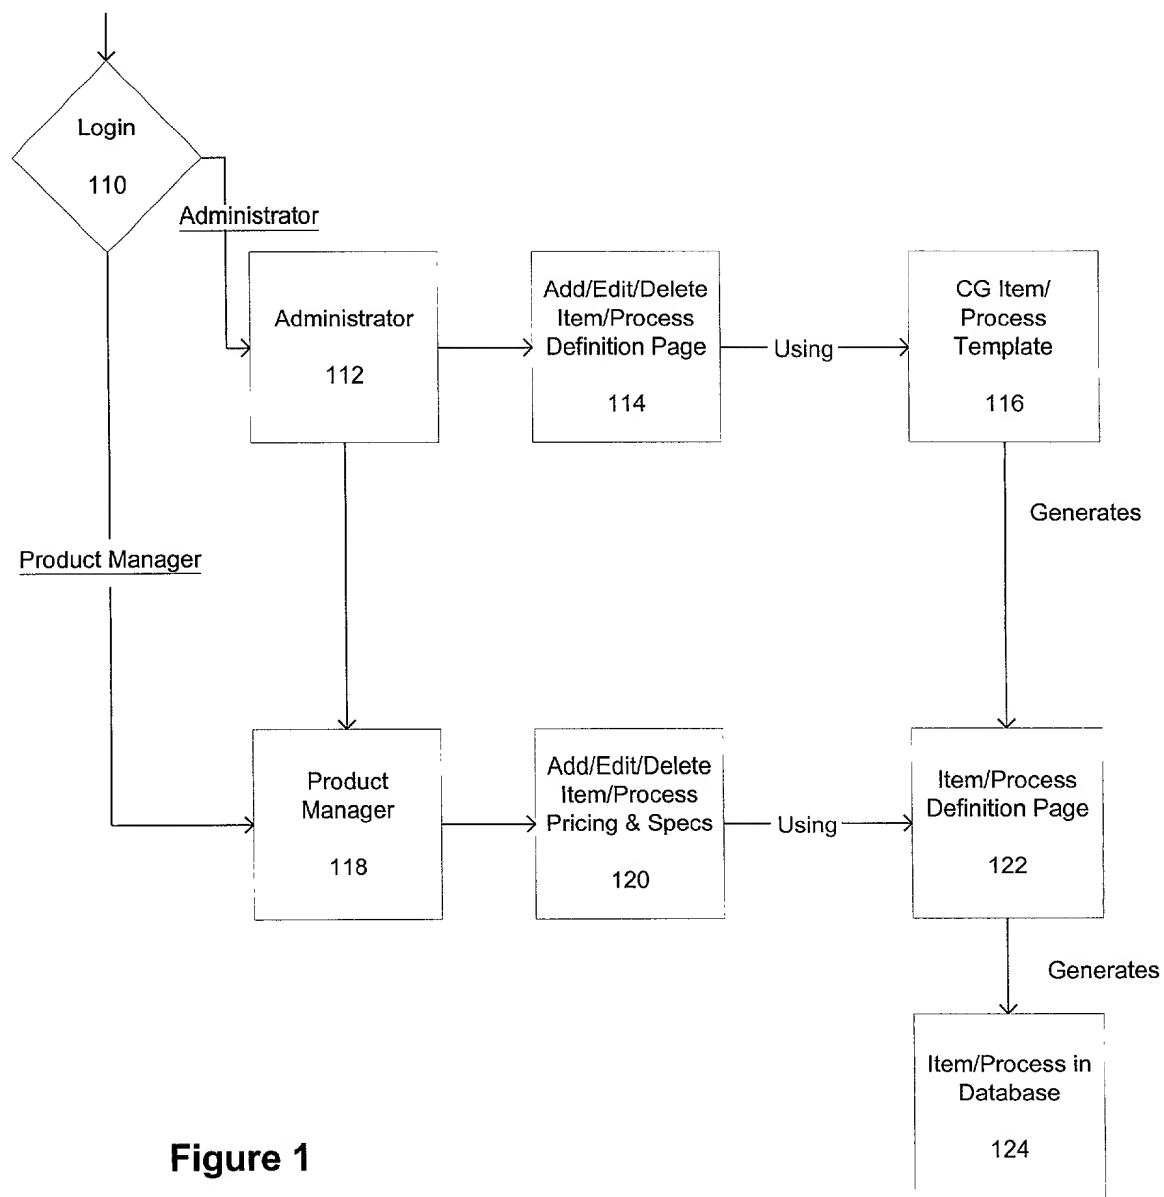 Login
110
Administrator
Administrator
112
Add/Edit/Delete
Item/Process
Definition Page
114
Using
CG Item/
Process
Template
116
Generates
Product Manager
Product
Manager
118
Add/Edit/Delete
Item/Process
Pricing & Specs
120
Using
Item/Process
Definition Page
122
Generates
Item/Process in
Database
124
Figure 1